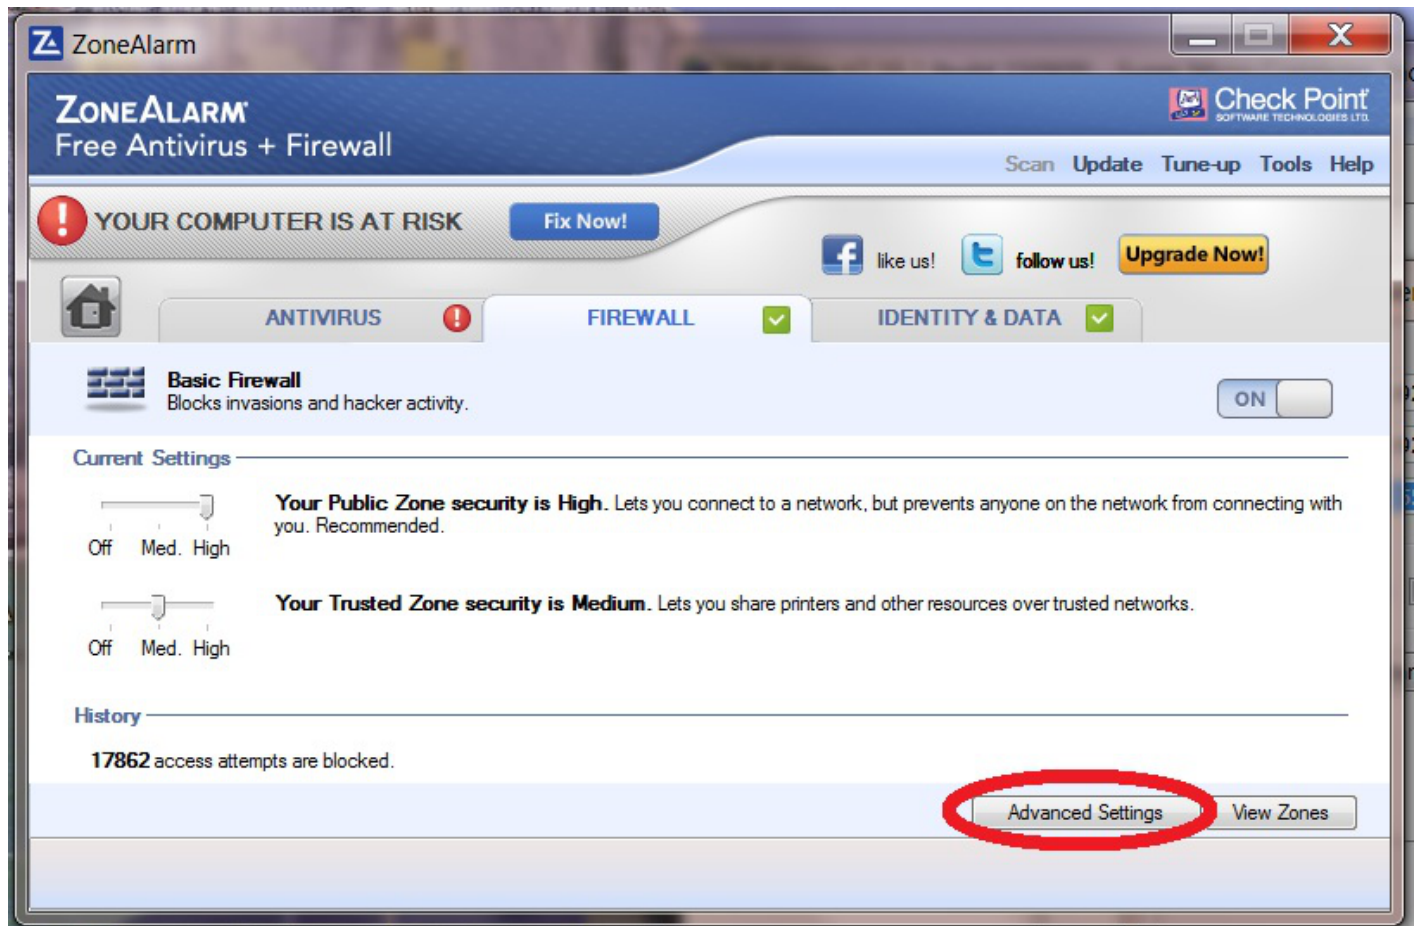 ZoneAlarm
ZONEALARM
Free Antivirus + Firewall
Check Point
SOFTWARE TECHNOLOGIES LTD.
Scan Update Tune-up Tools Help
YOUR COMPUTER IS AT RISK Fix Now!
like us! follow us! Upgrade Now!
ANTIVIRUS FIREWALL IDENTITY & DATA
Basic Firewall
Blocks invasions and hacker activity.
ON
Current Settings
Your Public Zone security is High. Lets you connect to a network, but prevents anyone on the network from connecting with
you. Recommended.
Off Med. High
Your Trusted Zone security is Medium. Lets you share printers and other resources over trusted networks.
Off Med. High
History
17862 access attempts are blocked.
Advanced Settings View Zones